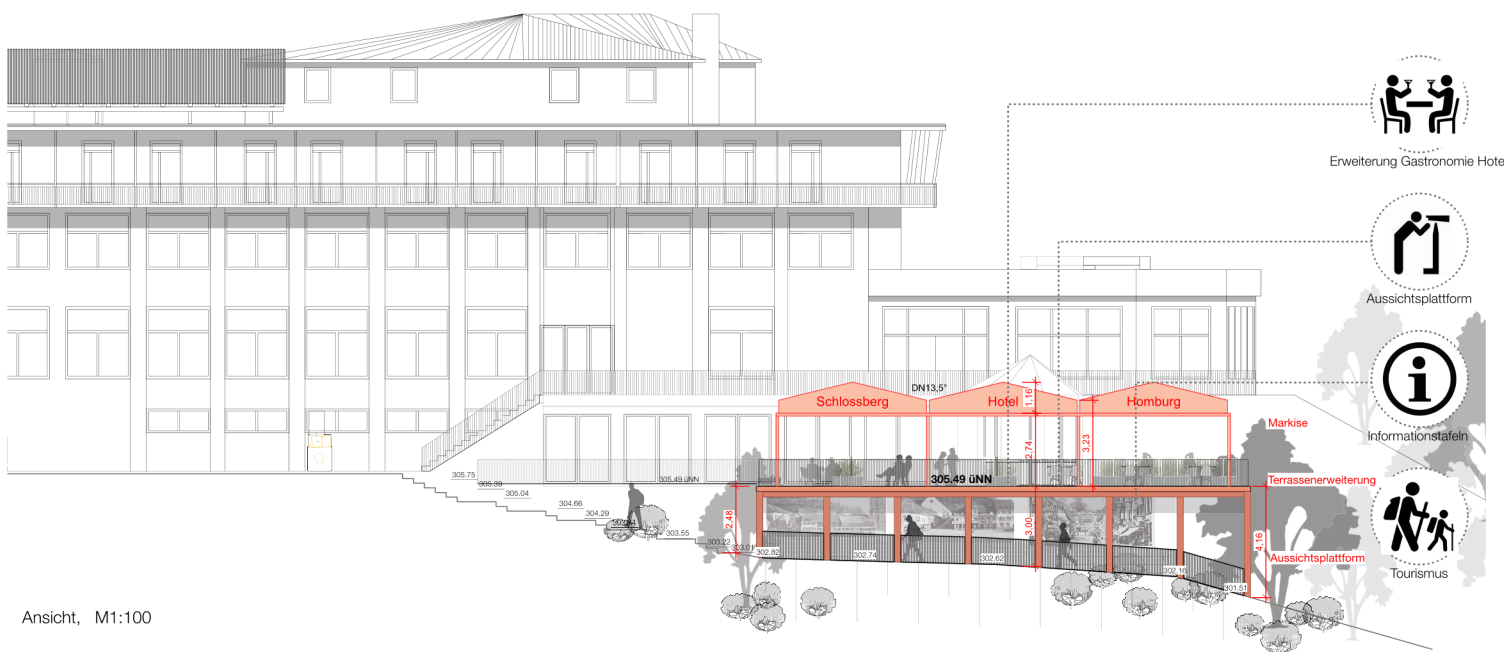 Erweiterung Gastronomie Hote
Aussichtsplattform
Informationstafeln
Tourismus
DN13,5°
Schlossberg
Hotel
Homburg
1,16
2,74
3,23
Markise
Terrassenerweiterung
Aussichtsplattform
305.49 üNN
305.49 üNN
305.75
305.39
305.04
304.66
304.29
303.55
303.22
303.01
302.82
302.74
302.62
302.16
301.51
2,48
3,00
4,16
Ansicht, M1:100